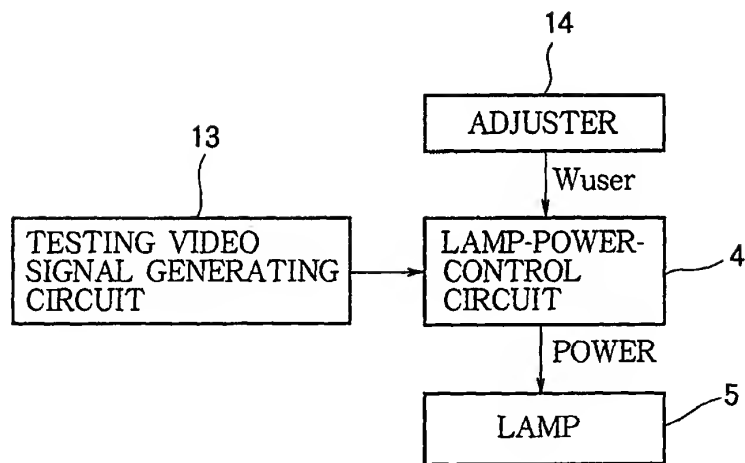 14
ADJUSTER
13
Wuser
TESTING VIDEO
SIGNAL GENERATING
CIRCUIT
LAMP-POWER-
CONTROL
CIRCUIT
4
POWER
5
LAMP